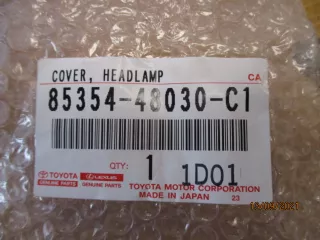 COVER, HEADLAMP CA
85354-48030-C1
QTY: 1 1D01
TOYOTA LEXUS
GENUINE PARTS GENUINE PARTS
TOYOTA MOTOR CORPORATION
MADE IN JAPAN 23